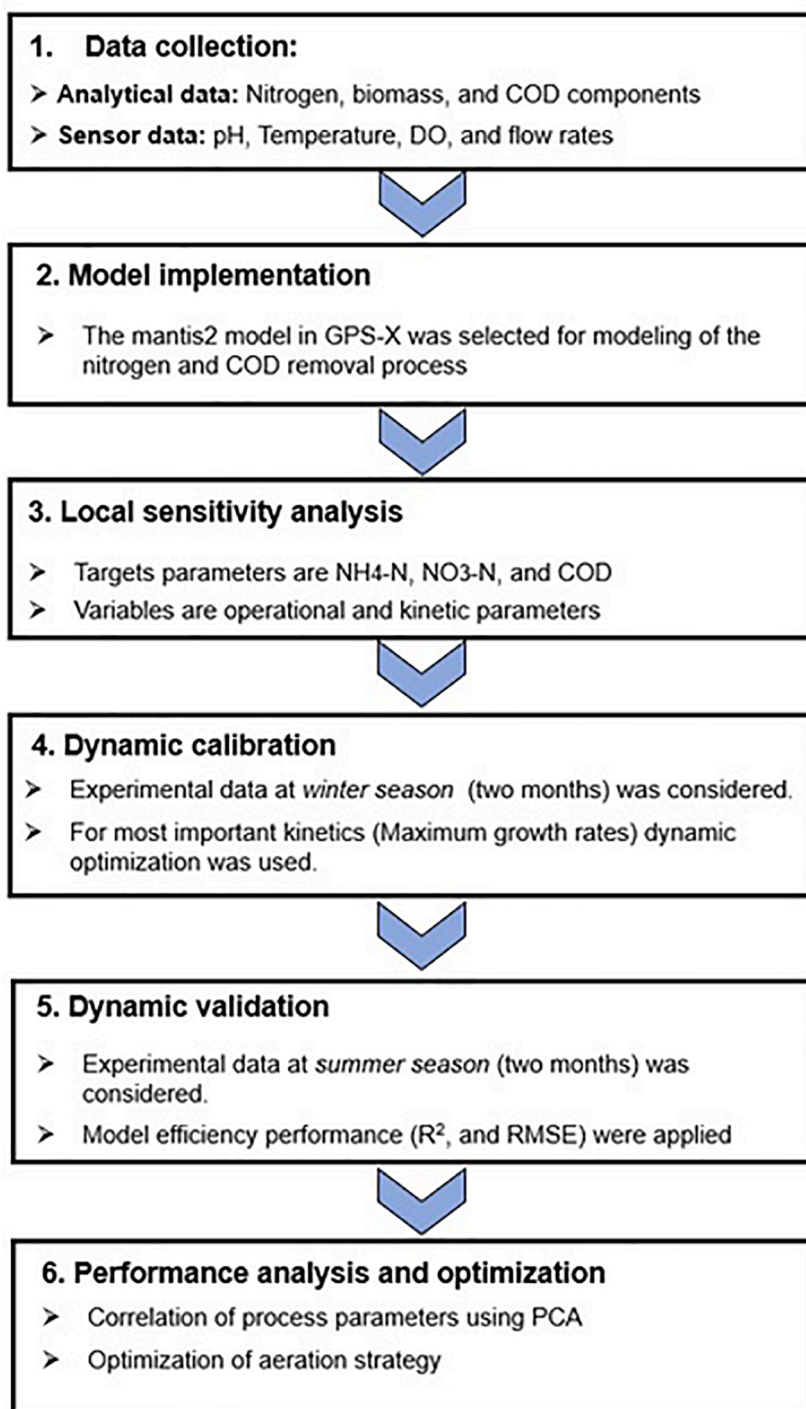 1. Data collection:
➤ Analytical data: Nitrogen, biomass, and COD components
➤ Sensor data: pH, Temperature, DO, and flow rates
2. Model implementation
➤ The mantis2 model in GPS-X was selected for modeling of the
nitrogen and COD removal process
3. Local sensitivity analysis
➤ Targets parameters are NH4-N, NO3-N, and COD
➤ Variables are operational and kinetic parameters
4. Dynamic calibration
➤ Experimental data at winter season (two months) was considered.
➤ For most important kinetics (Maximum growth rates) dynamic
optimization was used.
5. Dynamic validation
➤ Experimental data at summer season (two months) was
considered.
➤ Model efficiency performance (R², and RMSE) were applied
6. Performance analysis and optimization
➤ Correlation of process parameters using PCA
➤ Optimization of aeration strategy